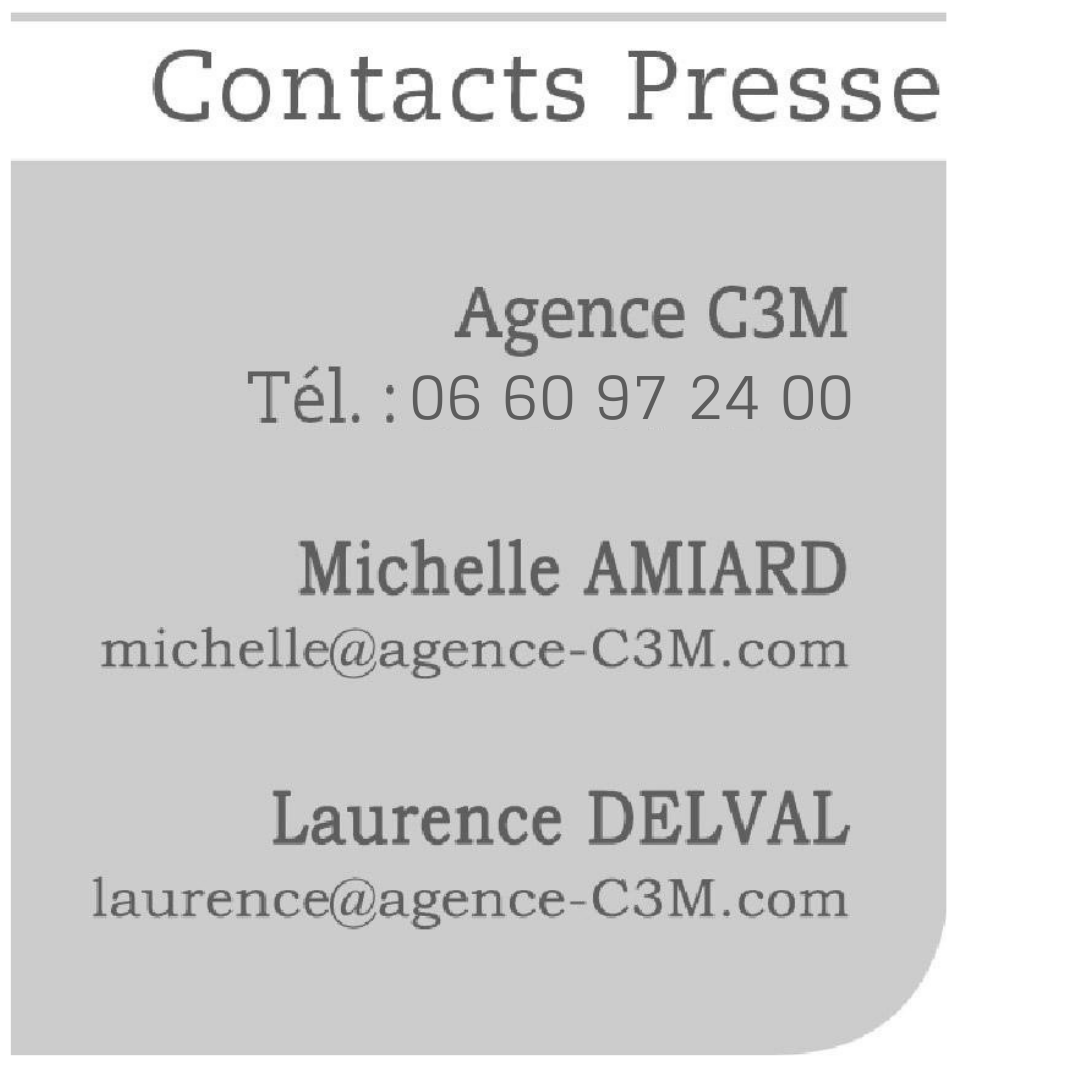 Contacts Presse
Agence C3M
Tél. : 06 60 97 24 00
Michelle AMIARD
michelle@agence-C3M.com
Laurence DELVAL
laurence@agence-C3M.com